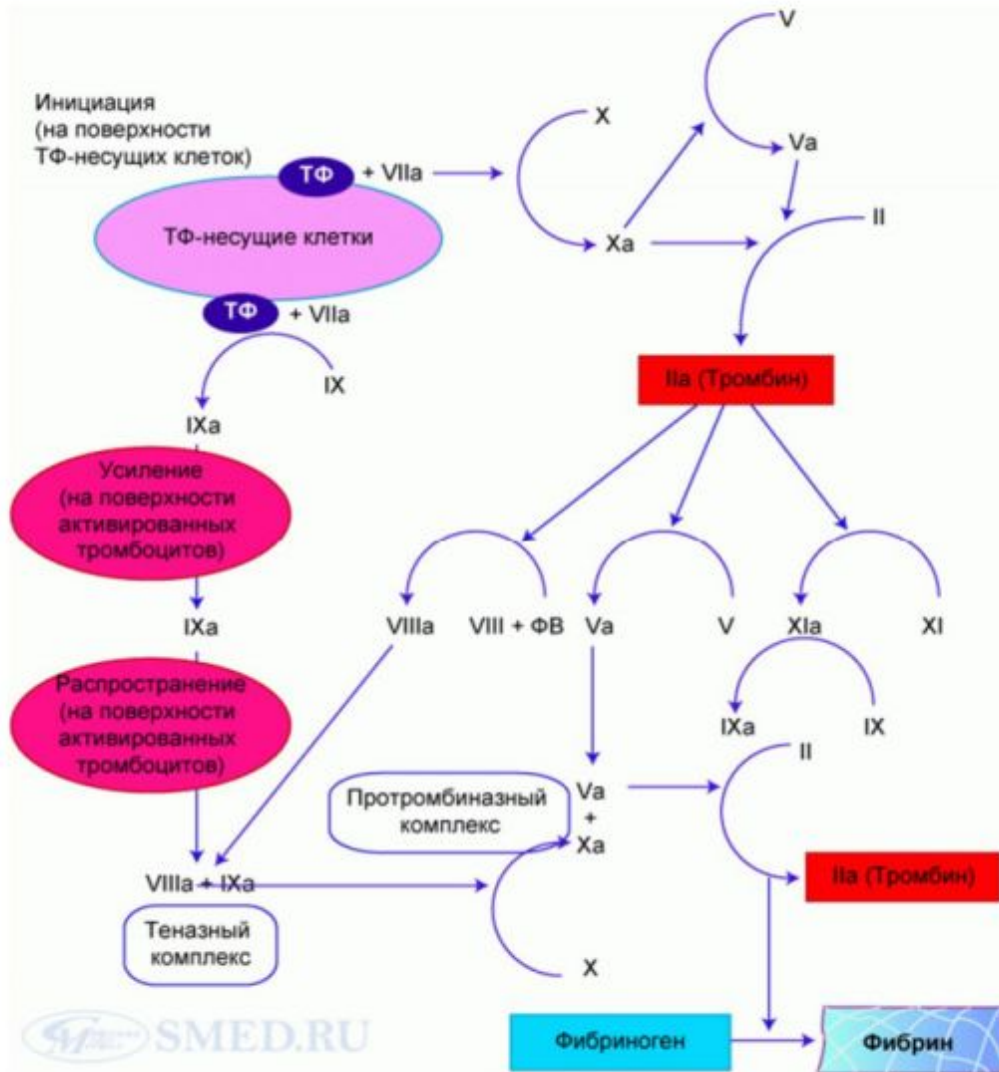 V
Инициация
(на поверхности
ТФ-несущих клеток)
X
Va
ТФ + VIIa
II
ТФ-несущие клетки
Xa
ТФ + VIIa
IX
IIa (Тромбин)
IXa
Усиление
(на поверхности
активированных
тромбоцитов)
IXa
VIIIa
VIII + ФВ
Va
V
XIa
XI
Распространение
(на поверхности
активированных
тромбоцитов)
IXa
IX
II
Протромбиназный
комплекс
Va
+
Xa
VIIIa + IXa
IIa (Тромбин)
Теназный
комплекс
X
SMED.RU
Фибриноген
Фибрин